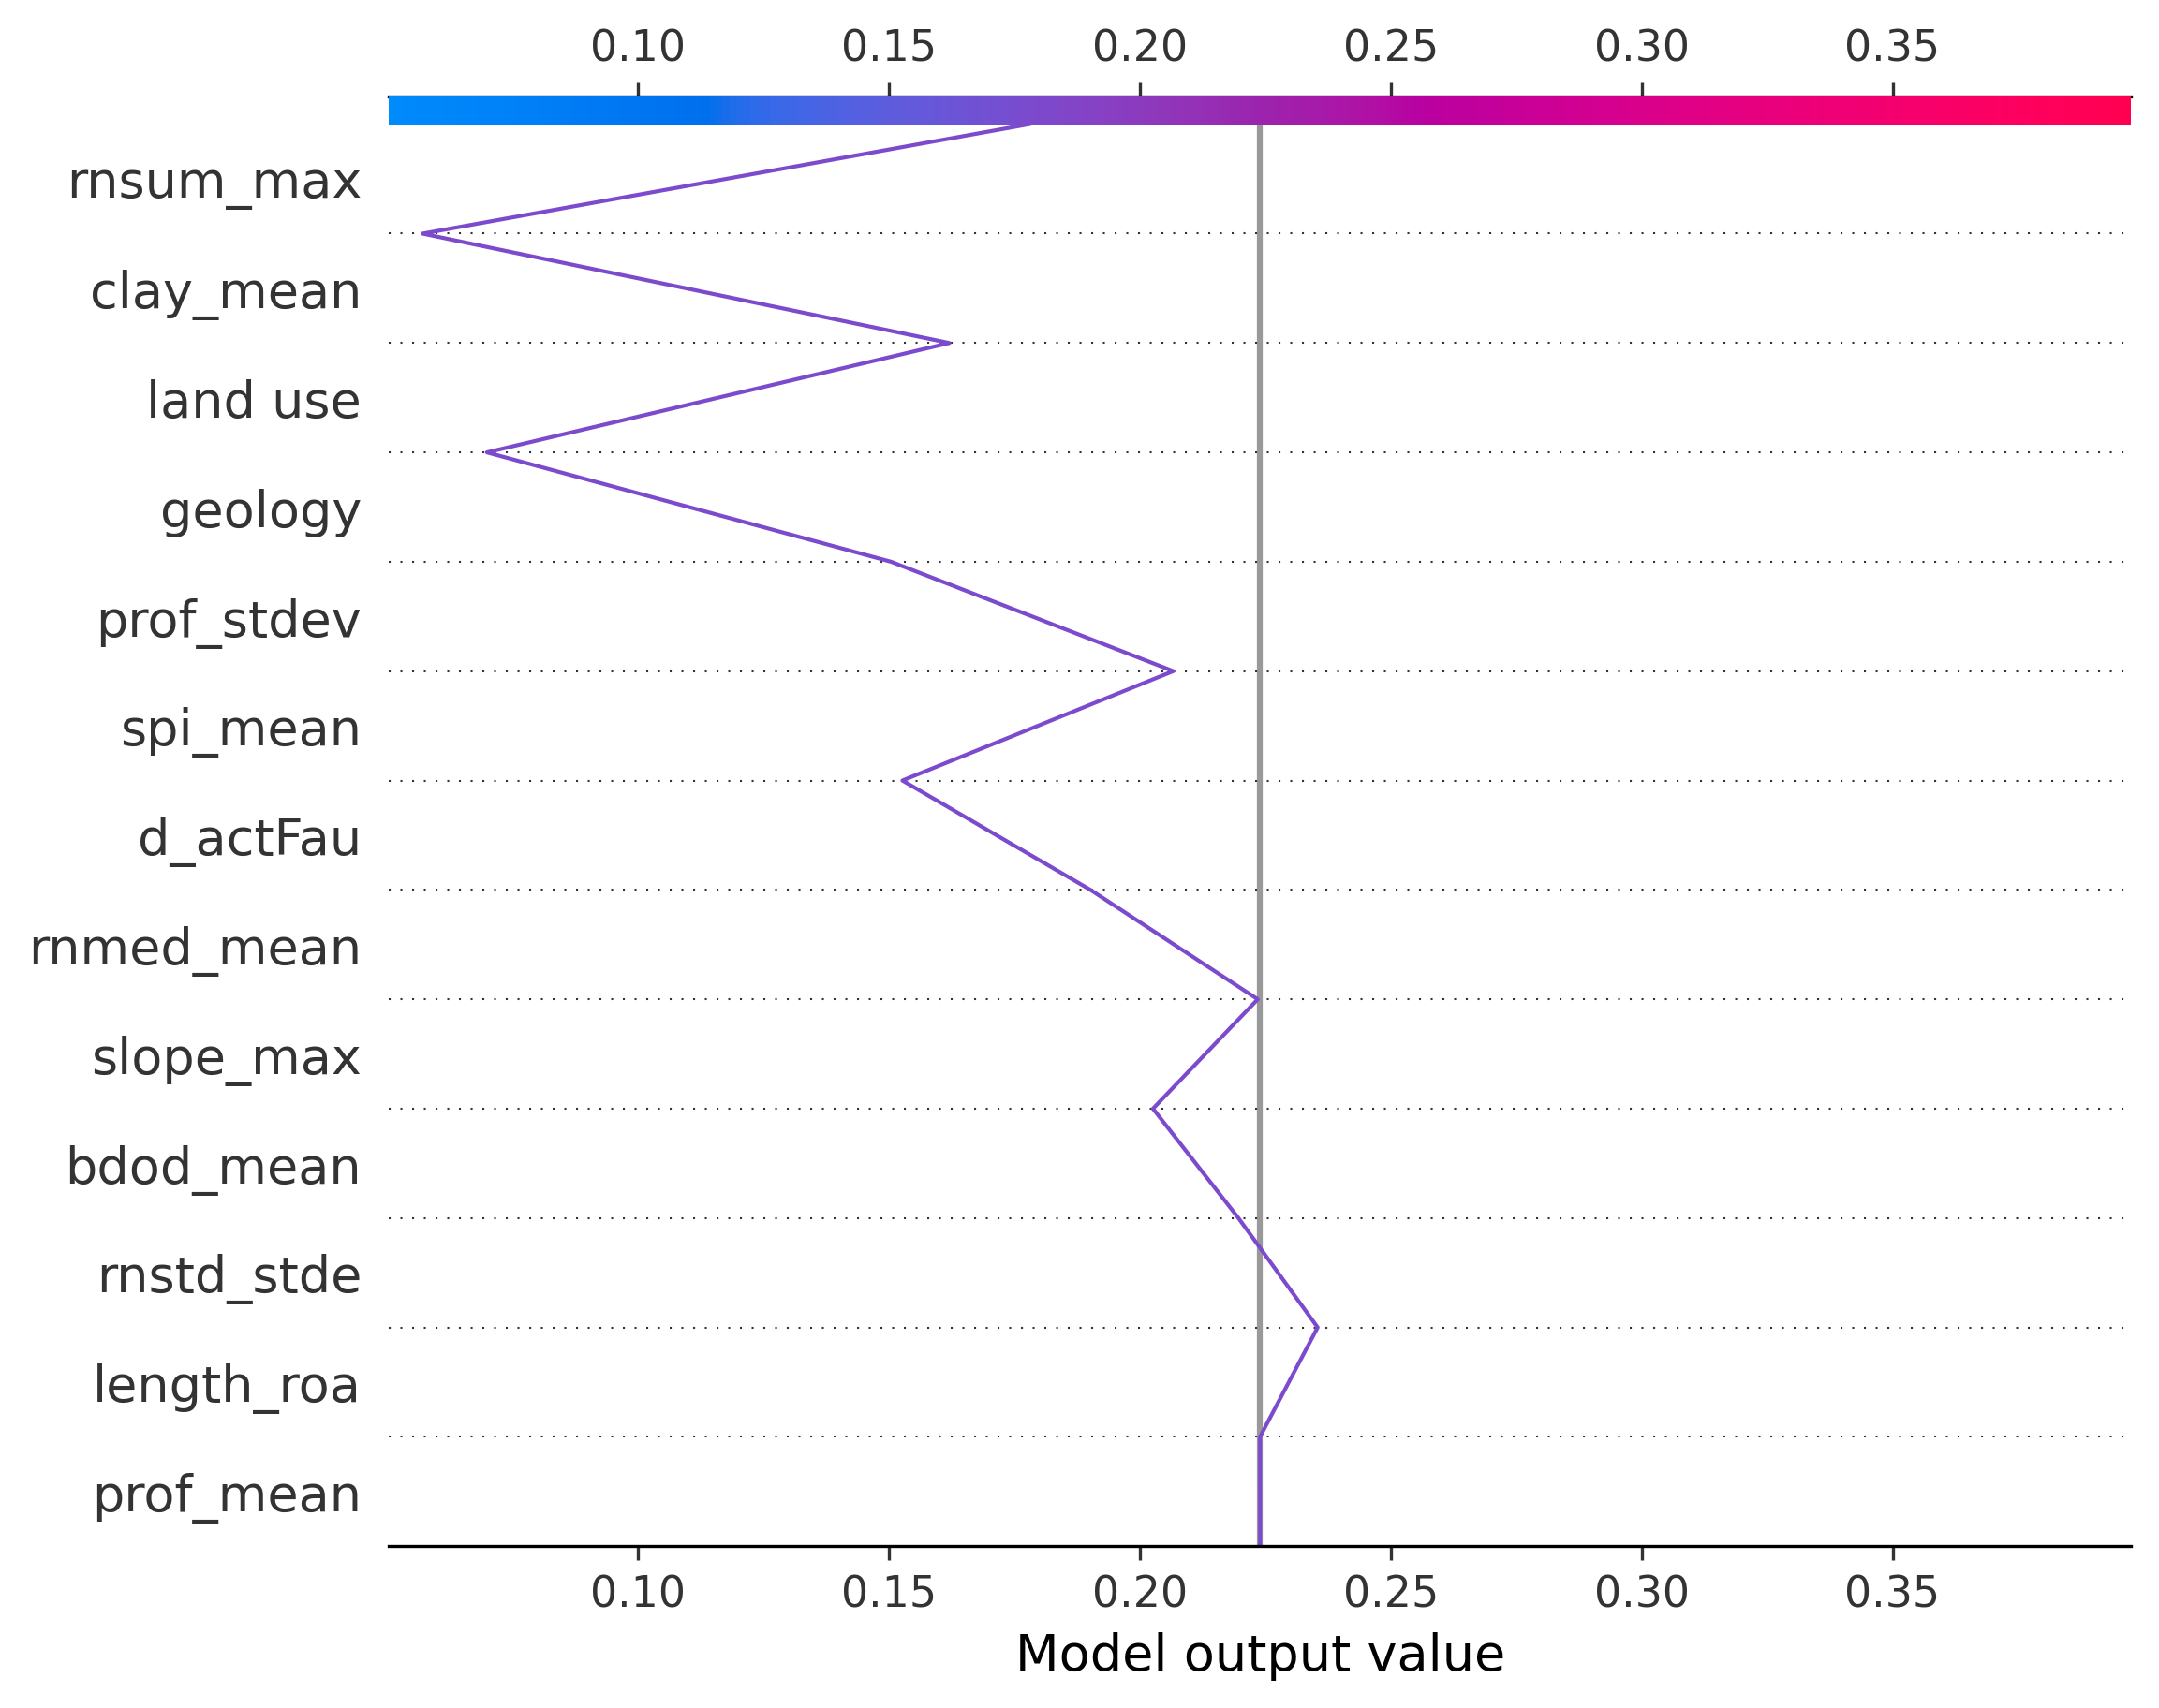 0.10 0.15 0.20 0.25 0.30 0.35
rnsum_max
clay_mean
land use
geology
prof_stdev
spi_mean
d_actFau
rnmed_mean
slope_max
bdod_mean
rnstd_stde
length_roa
prof_mean
0.10 0.15 0.20 0.25 0.30 0.35
Model output value